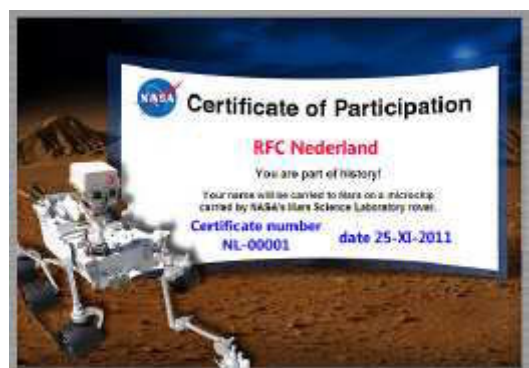 NASA
Certificate of Participation
RFC Nederland
You are part of history!
Your name will be carried to Mars on a microchip
carried by NASA's Mars Science Laboratory rover.
Certificate number
NL-00001
date 25-XI-2011